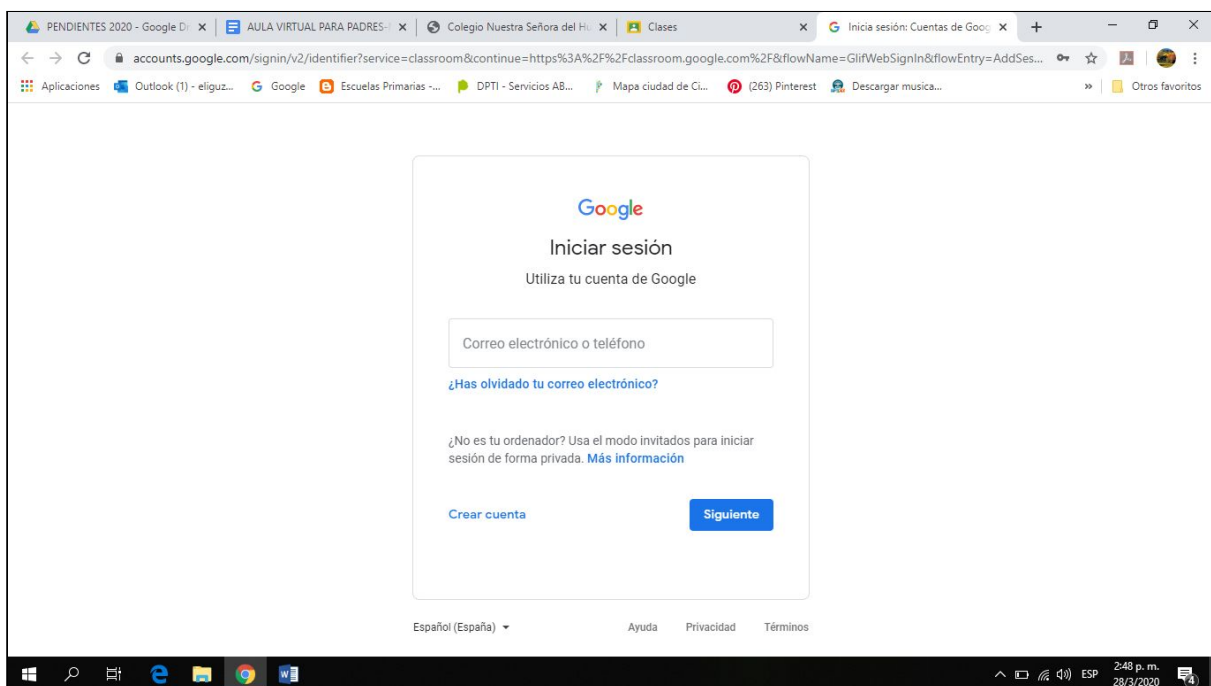 PENDIENTES 2020 - Google Dr
AULA VIRTUAL PARA PADRES-
Colegio Nuestra Señora del Hu
Clases
Inicia sesión: Cuentas de Goog
accounts.google.com/signin/v2/identifier?service=classroom&continue=https%3A%2F%2Fclassroom.google.com%2F&flowName=GlifWebSignIn&flowEntry=AddSes...
Aplicaciones
Outlook (1) - eliguz...
Google
Escuelas Primarias -...
DPTI - Servicios AB...
Mapa ciudad de Ci...
(263) Pinterest
Descargar musica...
»
Otros favoritos
Google
Iniciar sesión
Utiliza tu cuenta de Google
Correo electrónico o teléfono
¿Has olvidado tu correo electrónico?
¿No es tu ordenador? Usa el modo invitados para iniciar
sesión de forma privada. Más información
Crear cuenta
Siguiente
Español (España)
Ayuda
Privacidad
Términos
ESP
2:48 p. m.
28/3/2020
4